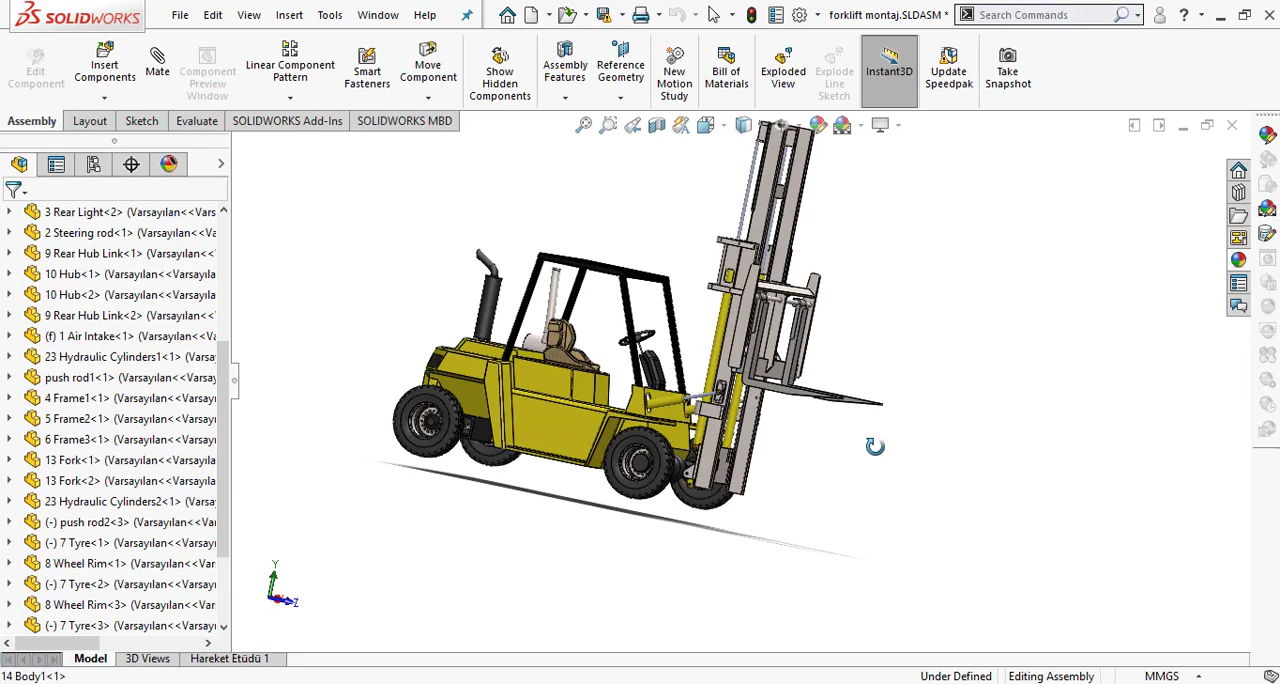 SOLIDWORKS File Edit View Insert Tools Window Help forklift montaj.SLDASM * Search Commands ?
Edit Component
Insert Components
Mate
Component Preview Window
Linear Component Pattern
Smart Fasteners
Move Component
Show Hidden Components
Assembly Features
Reference Geometry
New Motion Study
Bill of Materials
Exploded View
Explode Line Sketch
Instant3D
Update Speedpak
Take Snapshot
Assembly Layout Sketch Evaluate SOLIDWORKS Add-Ins SOLIDWORKS MBD
3 Rear Light<2> (Varsayılan<<Vars
2 Steering rod<1> (Varsayılan<<Va
9 Rear Hub Link<1> (Varsayılan<<
10 Hub<1> (Varsayılan<<Varsayılar
10 Hub<2> (Varsayılan<<Varsayılar
9 Rear Hub Link<2> (Varsayılan<<
(f) 1 Air Intake<1> (Varsayılan<<V
23 Hydraulic Cylinders1<1> (Varsay
push rod1<1> (Varsayılan<<Varsay
4 Frame1<1> (Varsayılan<<Varsayı
5 Frame2<1> (Varsayılan<<Varsayı
6 Frame3<1> (Varsayılan<<Varsayı
13 Fork<1> (Varsayılan<<Varsayılar
13 Fork<2> (Varsayılan<<Varsayılar
23 Hydraulic Cylinders2<1> (Varsay
(-) push rod2<3> (Varsayılan<<Var
(-) 7 Tyre<1> (Varsayılan<<Varsayı
8 Wheel Rim<1> (Varsayılan<<Var
(-) 7 Tyre<2> (Varsayılan<<Varsayı
8 Wheel Rim<3> (Varsayılan<<Var
(-) 7 Tyre<3> (Varsayılan<<Varsayı
Y
Z
Model 3D Views Hareket Etüdü 1
14 Body1<1> Under Defined Editing Assembly MMGS